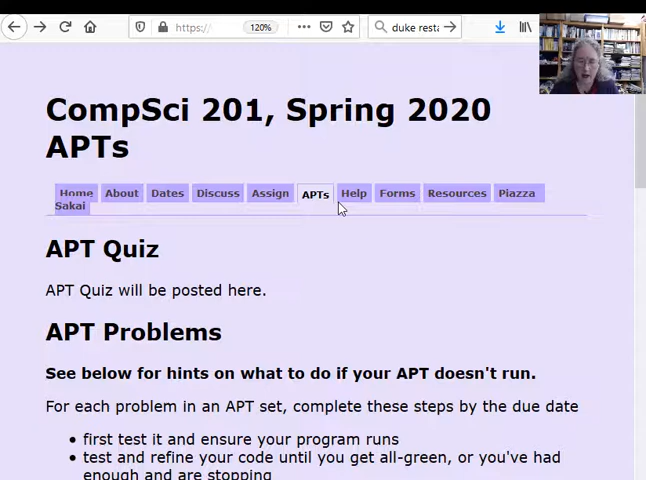 https://
120%
duke resta
CompSci 201, Spring 2020
APTs
Home About Dates Discuss Assign APTs Help Forms Resources Piazza
Sakai
APT Quiz
APT Quiz will be posted here.
APT Problems
See below for hints on what to do if your APT doesn't run.
For each problem in an APT set, complete these steps by the due date
• first test it and ensure your program runs
• test and refine your code until you get all-green, or you've had
enough and are stopping